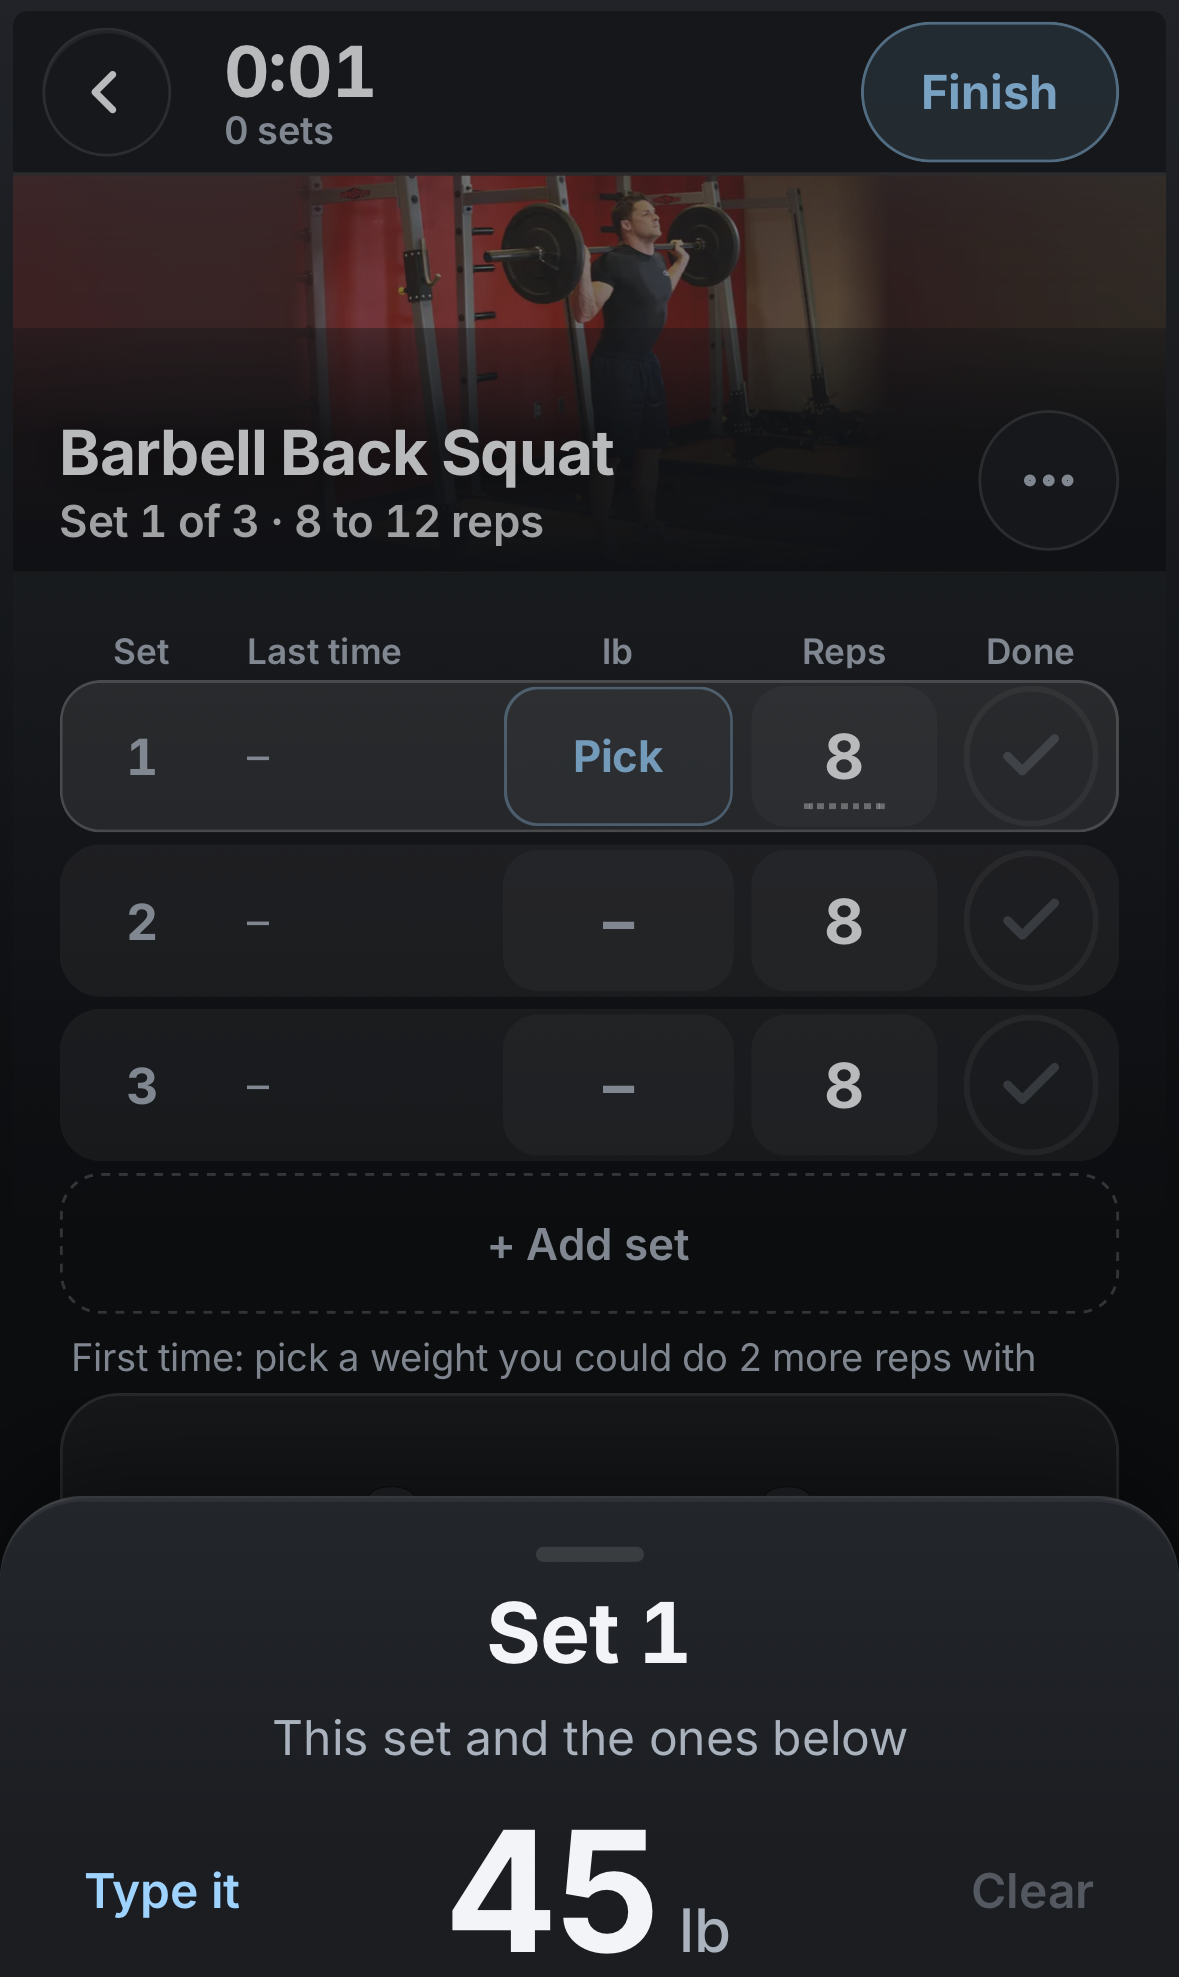 0:01
0 sets
Finish
Barbell Back Squat
Set 1 of 3 · 8 to 12 reps
Set Last time lb Reps Done
1 – Pick 8
2 – – 8
3 – – 8
+ Add set
First time: pick a weight you could do 2 more reps with
Set 1
This set and the ones below
Type it 45 lb Clear